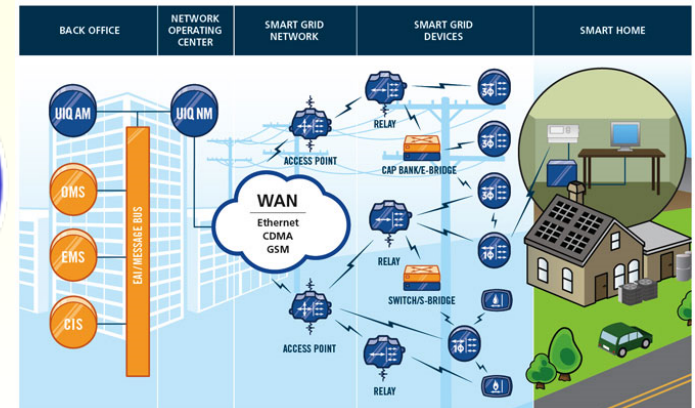 BACK OFFICE
NETWORK
OPERATING
CENTER
SMART GRID
NETWORK
SMART GRID
DEVICES
SMART HOME
UIQ AM
UIQ NM
OMS
EMS
CIS
EAI/MESSAGE BUS
ACCESS POINT
WAN
Ethernet
CDMA
GSM
ACCESS POINT
RELAY
3Φ
3Φ
CAP BANK/E-BRIDGE
3Φ
RELAY
1Φ
SWITCH/S-BRIDGE
1Φ
RELAY